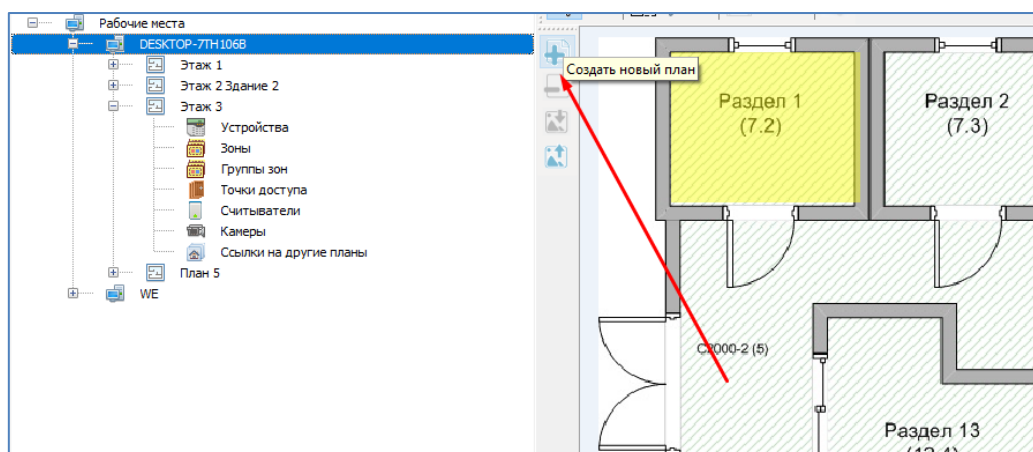 Рабочие места
DESKTOP-7TH106B
Этаж 1
Этаж 2 Здание 2
Этаж 3
Устройства
Зоны
Группы зон
Точки доступа
Считыватели
Камеры
Ссылки на другие планы
План 5
WE
Создать новый план
Раздел 1
(7.2)
Раздел 2
(7.3)
С2000-2 (5)
Раздел 13